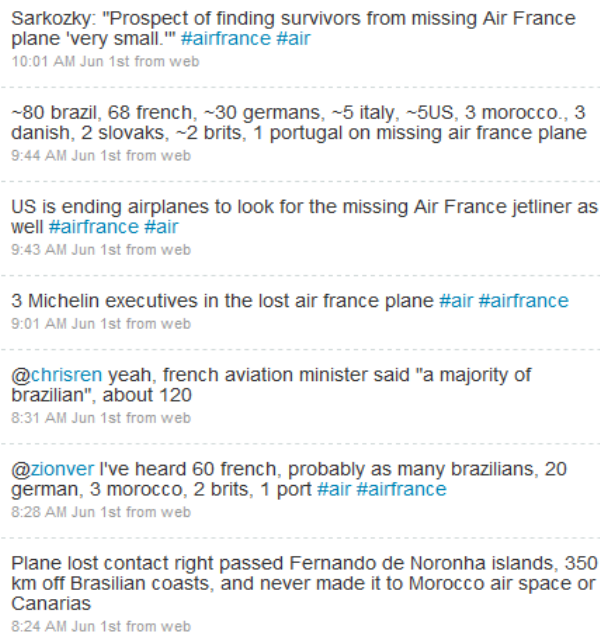 Sarkozky: "Prospect of finding survivors from missing Air France
plane 'very small.'" #airfrance #air
10:01 AM Jun 1st from web
~80 brazil, 68 french, ~30 germans, ~5 italy, ~5US, 3 morocco., 3
danish, 2 slovaks, ~2 brits, 1 portugal on missing air france plane
9:44 AM Jun 1st from web
US is ending airplanes to look for the missing Air France jetliner as
well #airfrance #air
9:43 AM Jun 1st from web
3 Michelin executives in the lost air france plane #air #airfrance
9:01 AM Jun 1st from web
@chrisren yeah, french aviation minister said "a majority of
brazilian", about 120
8:31 AM Jun 1st from web
@zionver I've heard 60 french, probably as many brazilians, 20
german, 3 morocco, 2 brits, 1 port #air #airfrance
8:28 AM Jun 1st from web
Plane lost contact right passed Fernando de Noronha islands, 350
km off Brasilian coasts, and never made it to Morocco air space or
Canarias
8:24 AM Jun 1st from web